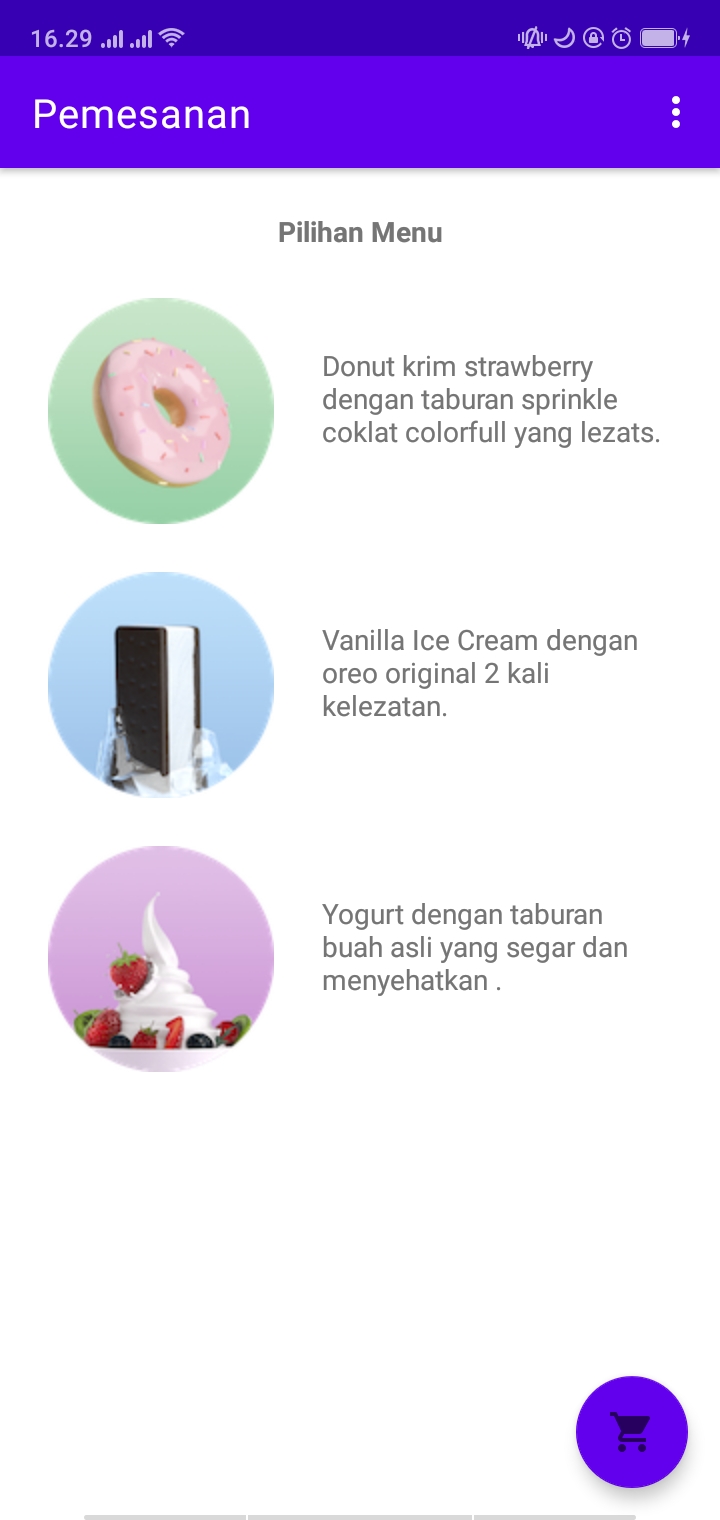 16.29
Pemesanan
Pilihan Menu
Donut krim strawberry
dengan taburan sprinkle
coklat colorfull yang lezats.
Vanilla Ice Cream dengan
oreo original 2 kali
kelezatan.
Yogurt dengan taburan
buah asli yang segar dan
menyehatkan .